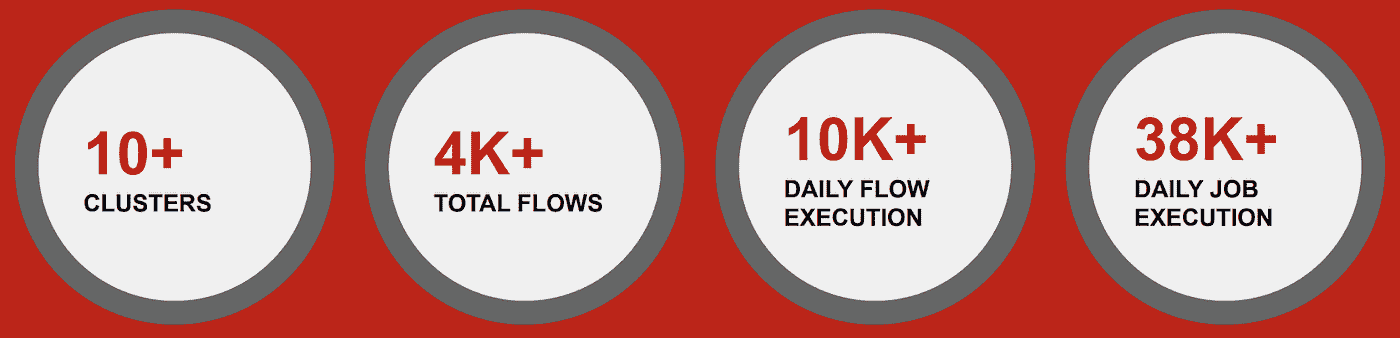 10+
CLUSTERS
4K+
TOTAL FLOWS
10K+
DAILY FLOW
EXECUTION
38K+
DAILY JOB
EXECUTION